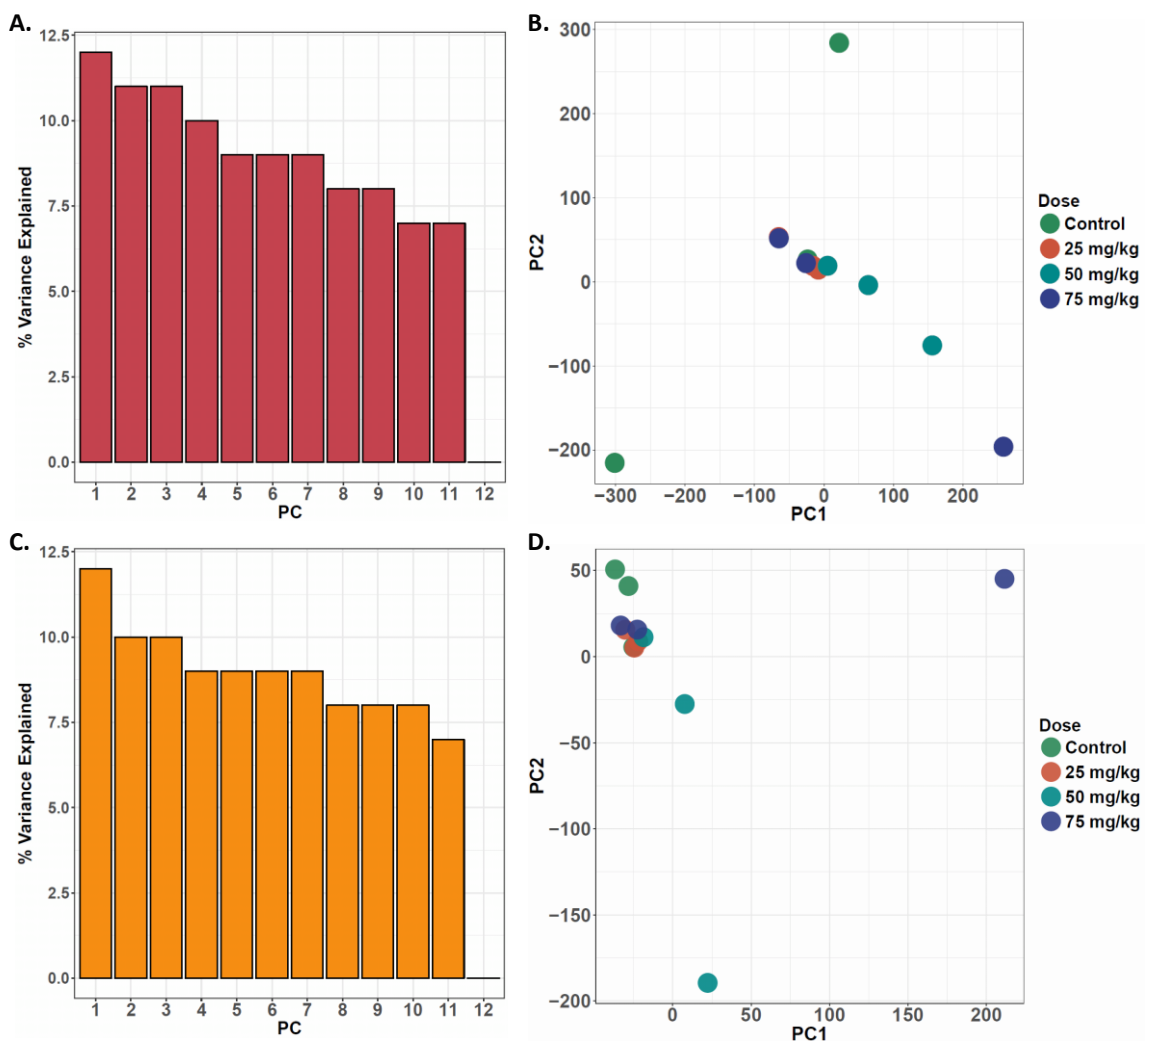 A.
12.5
10.0
7.5
5.0
2.5
0.0
% Variance Explained
1 2 3 4 5 6 7 8 9 10 11 12
PC
B.
300
200
100
0
−100
−200
PC2
−300 −200 −100 0 100 200
PC1
Dose
Control
25 mg/kg
50 mg/kg
75 mg/kg
C.
12.5
10.0
7.5
5.0
2.5
0.0
% Variance Explained
1 2 3 4 5 6 7 8 9 10 11 12
PC
D.
50
0
−50
−100
−150
−200
PC2
0 50 100 150 200
PC1
Dose
Control
25 mg/kg
50 mg/kg
75 mg/kg